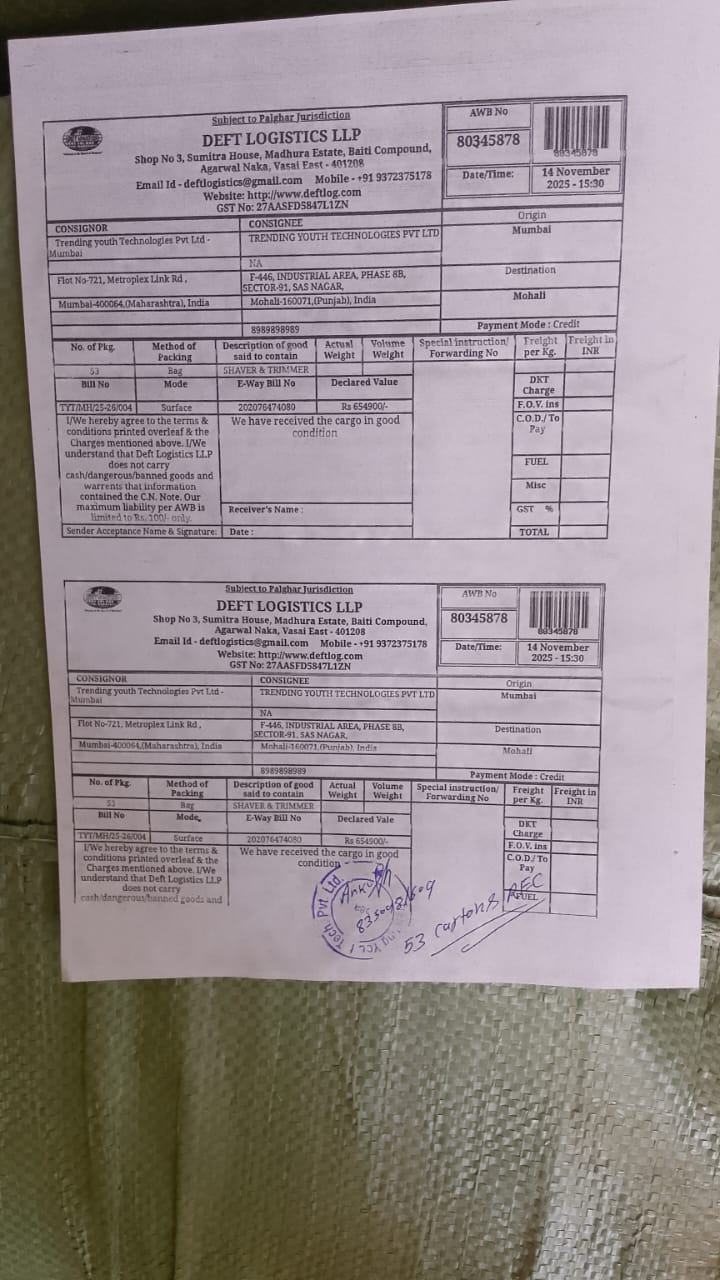 Subject to Palghar Jurisdiction
DEFT LOGISTICS LLP
Shop No 3, Sumitra House, Madhura Estate, Baiti Compound,
Agarwal Naka, Vasai East - 401208
Email Id - deftlogistics@gmail.com Mobile - +91 9372375178
Website: http://www.deftlog.com
GST No: 27AASFD5847L1ZN
AWB No
80345878
80345878
Date/Time:
14 November
2025 - 15:30
CONSIGNOR
Trending youth Technologies Pvt Ltd -
Mumbai
Flot No-721, Metroplex Link Rd ,
Mumbai-400064,(Maharashtra), India
CONSIGNEE
TRENDING YOUTH TECHNOLOGIES PVT LTD
NA
F-446, INDUSTRIAL AREA, PHASE 8B,
SECTOR-91, SAS NAGAR,
Mohali-160071,(Punjab), India
8989898989
Origin
Mumbai
Destination
Mohali
Payment Mode : Credit
No. of Pkg. Method of Packing Description of good said to contain Actual Weight Volume Weight Special instruction/ Forwarding No Freight per Kg. Freight in INR
53 Bag SHAVER & TRIMMER
Bill No Mode E-Way Bill No Declared Value
TYT/MH/25-26/004 Surface 202076474080 Rs 654900/-
I/We hereby agree to the terms &
conditions printed overleaf & the
Charges mentioned above. I/We
understand that Deft Logistics LLP
does not carry
cash/dangerous/banned goods and
warrents that information
contained the C.N. Note. Our
maximum liability per AWB is
limited to Rs. 100/- only.
Sender Acceptance Name & Signature:
We have received the cargo in good
condition
Receiver's Name :
Date :
DKT
Charge
F.O.V. ins
C.O.D./ To
Pay
FUEL
Misc
GST %
TOTAL
Subject to Palghar Jurisdiction
DEFT LOGISTICS LLP
Shop No 3, Sumitra House, Madhura Estate, Baiti Compound,
Agarwal Naka, Vasai East - 401208
Email Id - deftlogistics@gmail.com Mobile - +91 9372375178
Website: http://www.deftlog.com
GST No: 27AASFD5847L1ZN
AWB No
80345878
80345878
Date/Time:
14 November
2025 - 15:30
CONSIGNOR
Trending youth Technologies Pvt Ltd -
Mumbai
Flot No-721, Metroplex Link Rd ,
Mumbai-400064,(Maharashtra), India
CONSIGNEE
TRENDING YOUTH TECHNOLOGIES PVT LTD
NA
F-446, INDUSTRIAL AREA, PHASE 8B,
SECTOR-91, SAS NAGAR,
Mohali-160071,(Punjab), India
8989898989
Origin
Mumbai
Destination
Mohali
Payment Mode : Credit
No. of Pkg. Method of Packing Description of good said to contain Actual Weight Volume Weight Special instruction/ Forwarding No Freight per Kg. Freight in INR
53 Bag SHAVER & TRIMMER
Bill No Mode E-Way Bill No Declared Vale
TYT/MH/25-26/004 Surface 202076474080 Rs 654900/-
I/We hereby agree to the terms &
conditions printed overleaf & the
Charges mentioned above. I/We
understand that Deft Logistics LLP
does not carry
cash/dangerous/banned goods and
We have received the cargo in good
condition
DKT
Charge
F.O.V. ins
C.O.D./ To
Pay
FUEL
Tech. Pvt Ltd.
53 Cartons REC